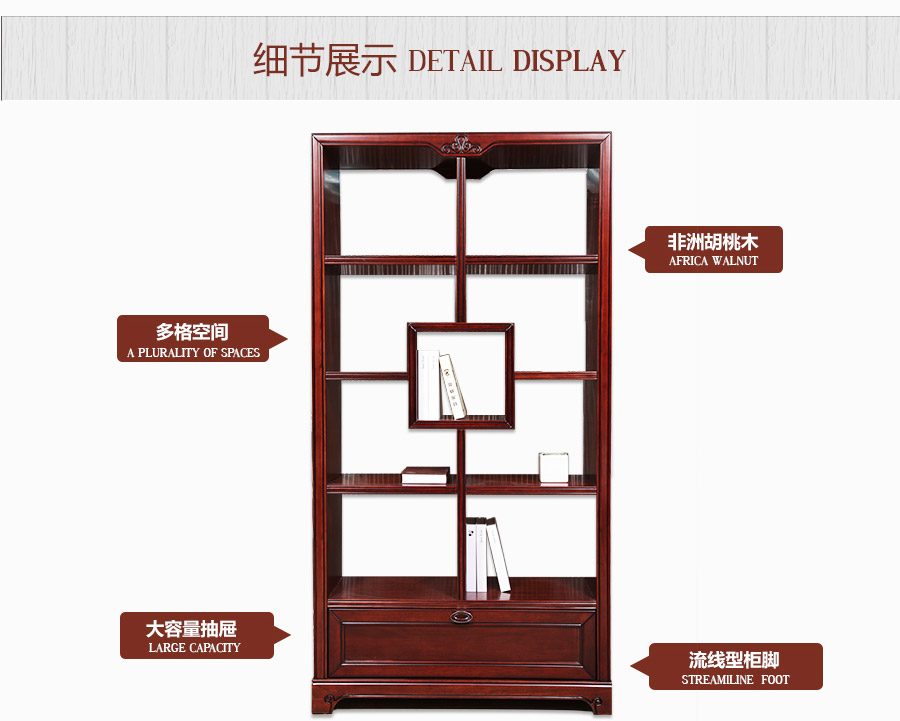 细节展示 DETAIL DISPLAY
非洲胡桃木
AFRICA WALNUT
多格空间
A PLURALITY OF SPACES
大容量抽屉
LARGE CAPACITY
流线型柜脚
STREAMILINE FOOT